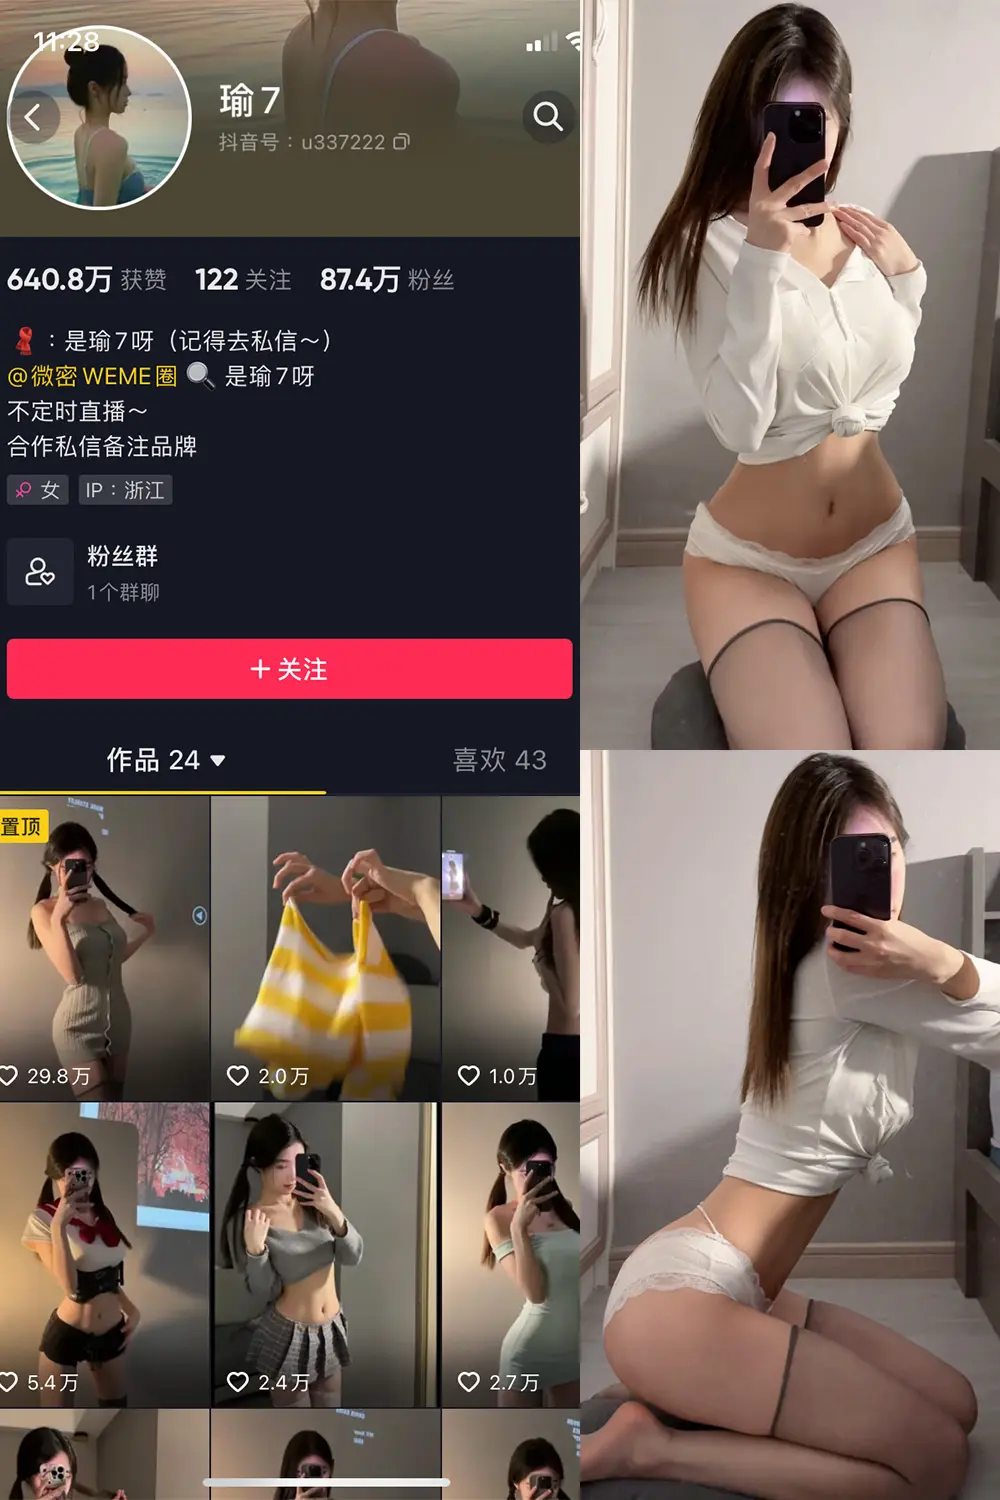 11:28
瑜7
抖音号：u337222
640.8万 获赞 122 关注 87.4万 粉丝
：是瑜7呀（记得去私信～）
@微密WEME圈 是瑜7呀
不定时直播～
合作私信备注品牌
女 IP：浙江
粉丝群
1个群聊
+ 关注
作品 24 喜欢 43
置顶
29.8万 2.0万 1.0万
5.4万 2.4万 2.7万